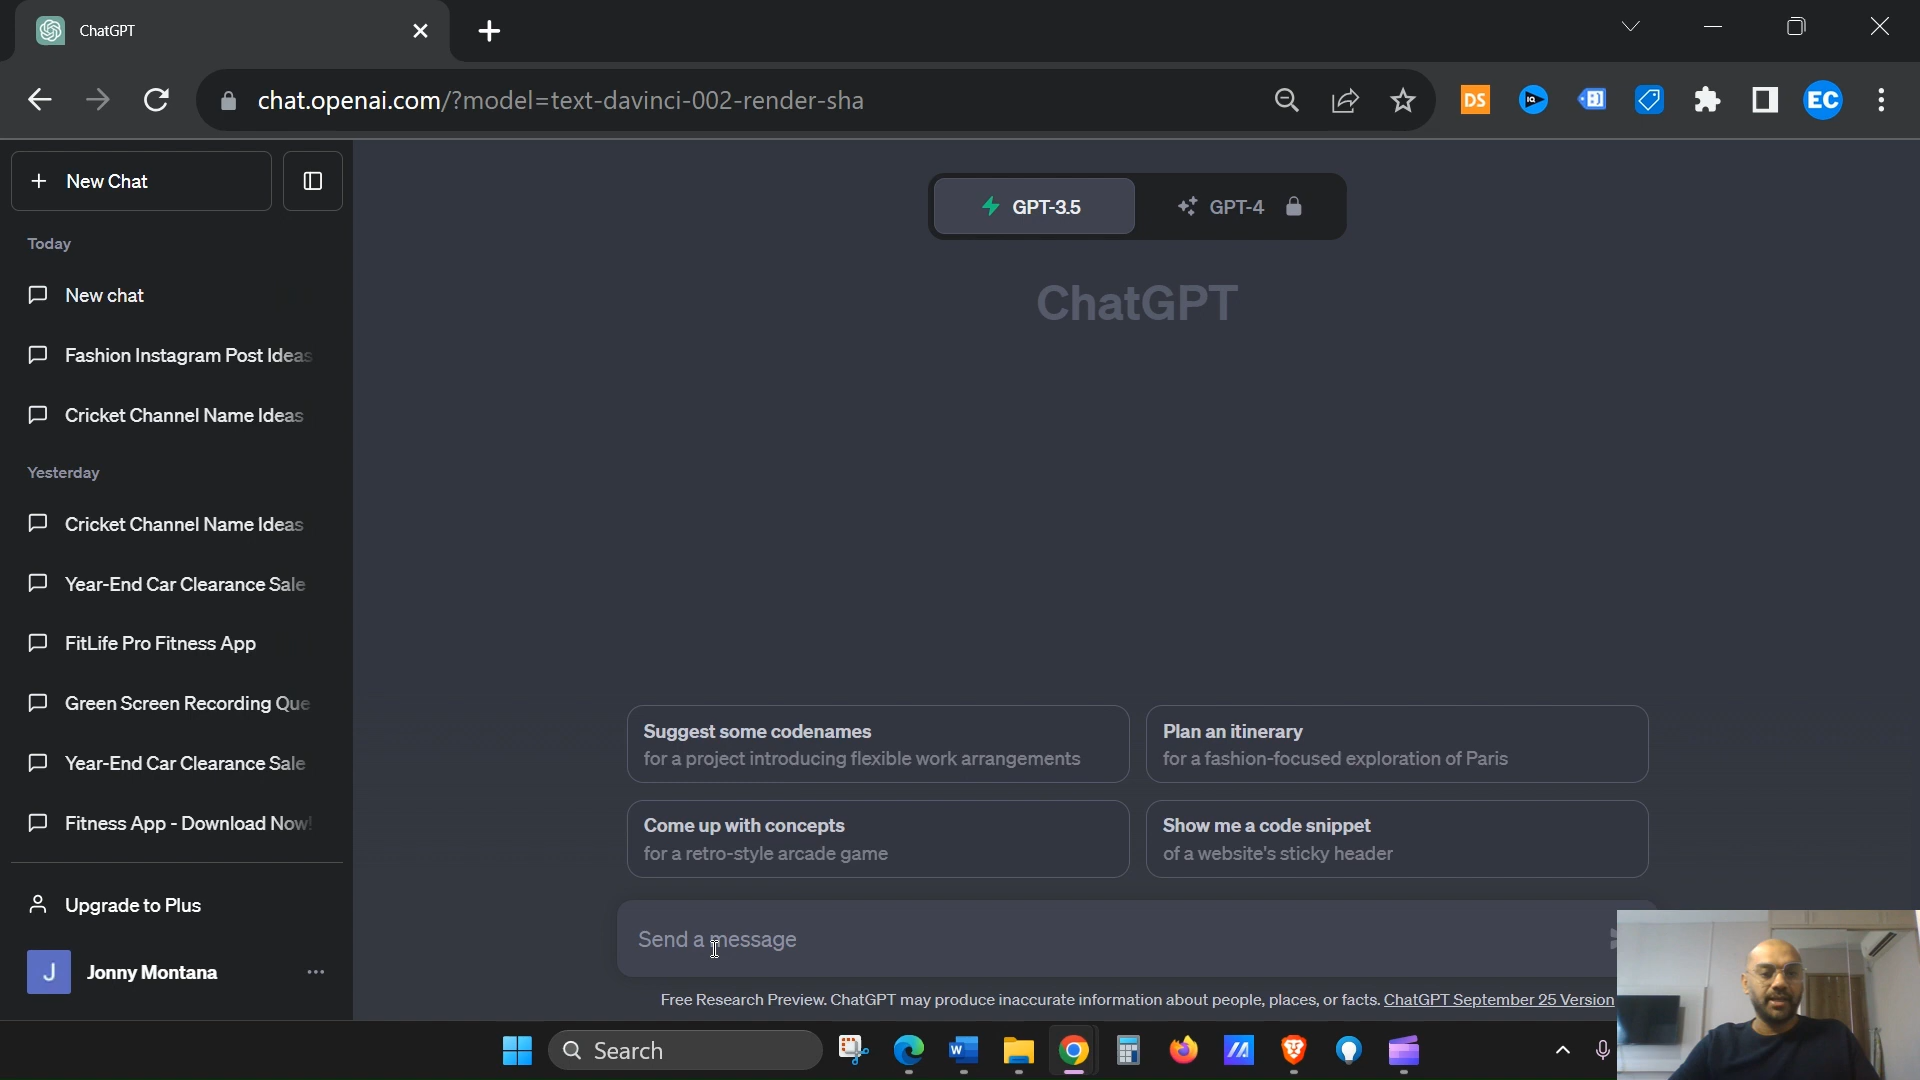 ChatGPT
chat.openai.com/?model=text-davinci-002-render-sha
DS
EC
New Chat
Today
New chat
Fashion Instagram Post Ideas
Cricket Channel Name Ideas
Yesterday
Cricket Channel Name Ideas
Year-End Car Clearance Sale
FitLife Pro Fitness App
Green Screen Recording Que
Year-End Car Clearance Sale
Fitness App - Download Now!
Upgrade to Plus
J
Jonny Montana
GPT-3.5
GPT-4
ChatGPT
Suggest some codenames
for a project introducing flexible work arrangements
Plan an itinerary
for a fashion-focused exploration of Paris
Come up with concepts
for a retro-style arcade game
Show me a code snippet
of a website's sticky header
Send a message
Free Research Preview. ChatGPT may produce inaccurate information about people, places, or facts. ChatGPT September 25 Version
Search